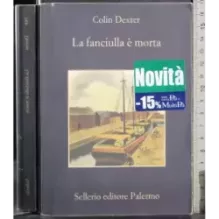 Colin Dexter
La fanciulla è morta
Novità
-15%
Sellerio editore Palermo